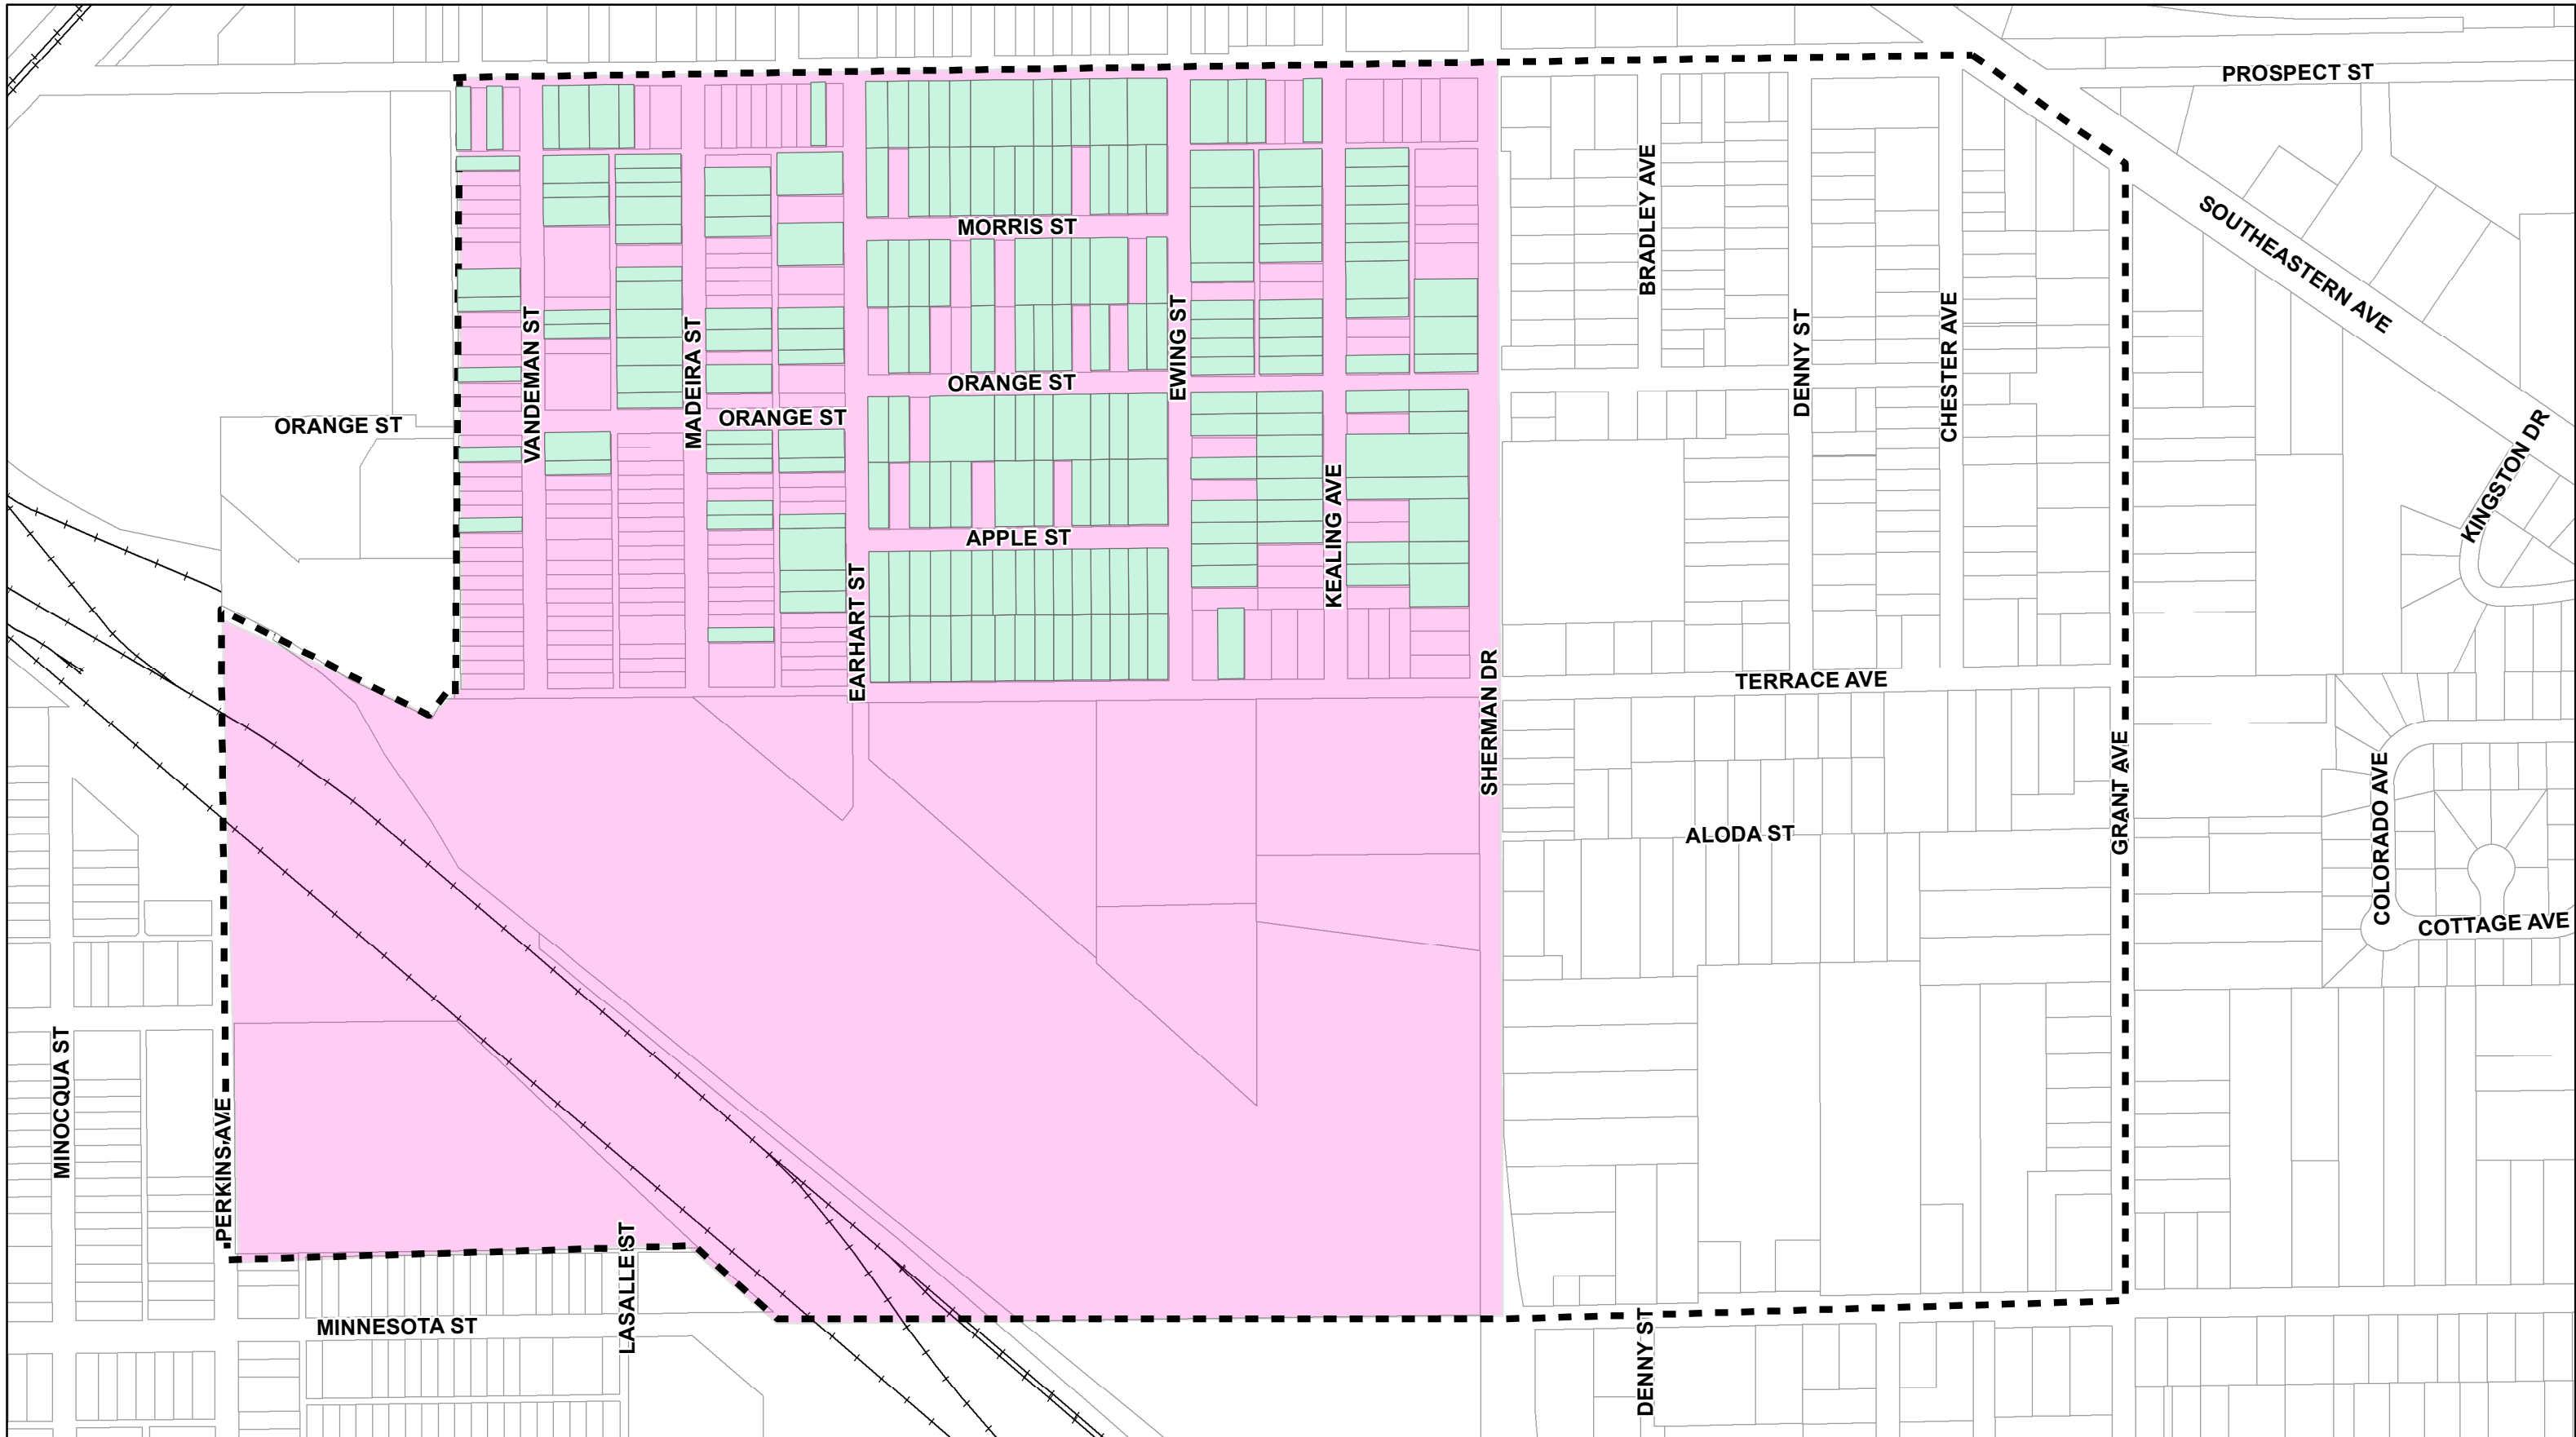 PROSPECT ST
BRADLEY AVE
MORRIS ST
SOUTHEASTERN AVE
VANDEMAN ST
MADEIRA ST
EWING ST
DENNY ST
CHESTER AVE
ORANGE ST
ORANGE ST
ORANGE ST
KINGSTON DR
APPLE ST
KEALING AVE
EARHART ST
SHERMAN DR
TERRACE AVE
GRANT AVE
ALODA ST
COLORADO AVE
COTTAGE AVE
MINOCQUA ST
PERKINS AVE
LASALLE ST
MINNESOTA ST
DENNY ST